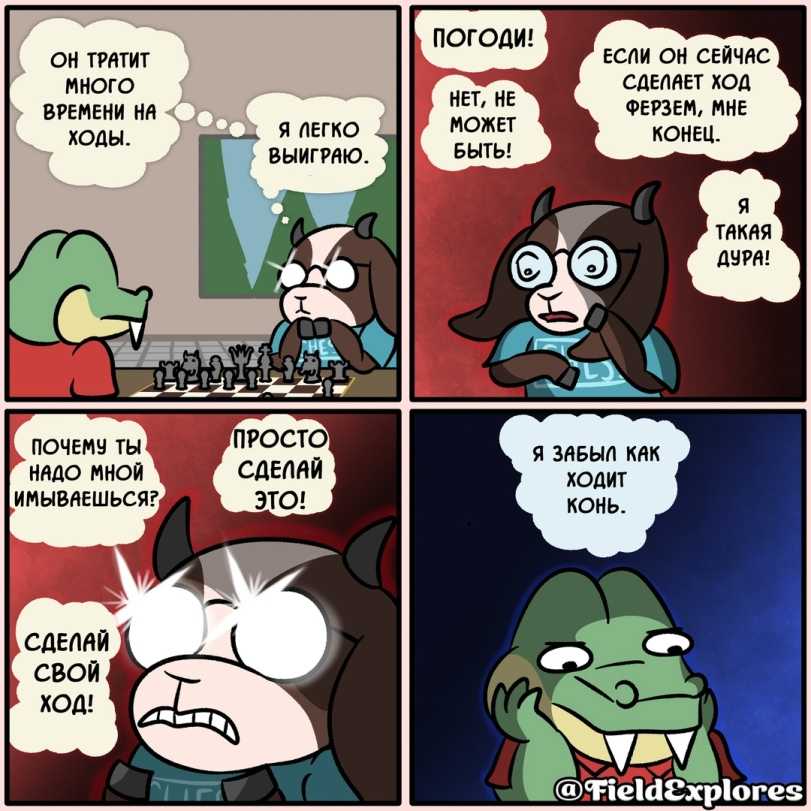 ОН ТРАТИТ
МНОГО
ВРЕМЕНИ НА
ХОДЫ.
Я ЛЕГКО
ВЫИГРАЮ.
ПОГОДИ!
НЕТ, НЕ
МОЖЕТ
БЫТЬ!
ЕСЛИ ОН СЕЙЧАС
СДЕЛАЕТ ХОД
ФЕРЗЕМ, МНЕ
КОНЕЦ.
Я
ТАКАЯ
ДУРА!
ПОЧЕМУ ТЫ
НАДО МНОЙ
ИМЫВАЕШЬСЯ?
ПРОСТО
СДЕЛАЙ
ЭТО!
СДЕЛАЙ
СВОЙ
ХОД!
Я ЗАБЫЛ КАК
ХОДИТ
КОНЬ.
@FieldExplores